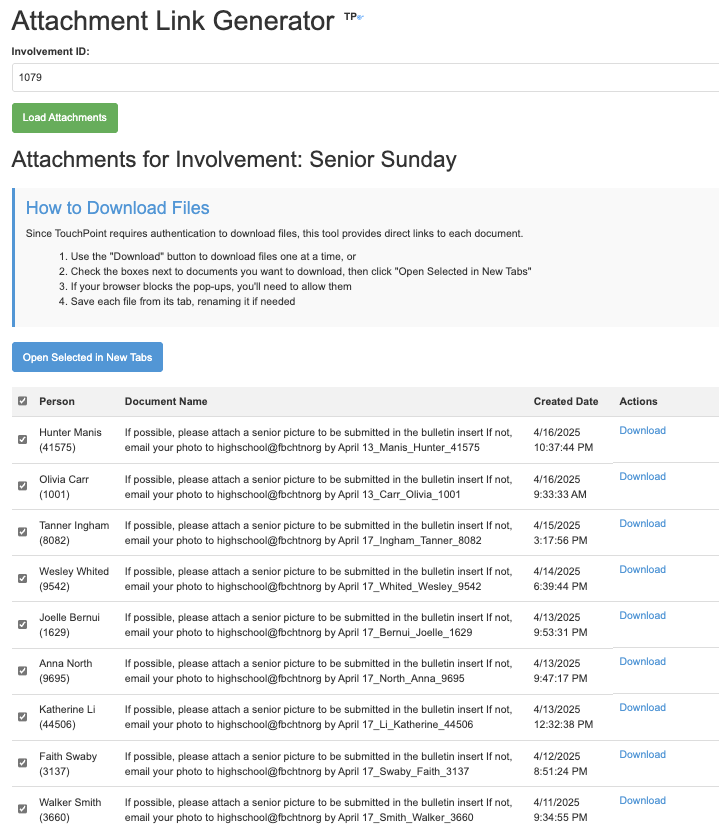 Attachment Link Generator TP
Involvement ID:
1079
Load Attachments
Attachments for Involvement: Senior Sunday
How to Download Files
Since TouchPoint requires authentication to download files, this tool provides direct links to each document.
1. Use the "Download" button to download files one at a time, or
2. Check the boxes next to documents you want to download, then click "Open Selected in New Tabs"
3. If your browser blocks the pop-ups, you'll need to allow them
4. Save each file from its tab, renaming it if needed
Open Selected in New Tabs
Person Document Name Created Date Actions
Hunter Manis If possible, please attach a senior picture to be submitted in the bulletin insert If not, 4/16/2025 Download
(41575) email your photo to highschool@fbchtnorg by April 13_Manis_Hunter_41575 10:37:44 PM
Olivia Carr If possible, please attach a senior picture to be submitted in the bulletin insert If not, 4/16/2025 Download
(1001) email your photo to highschool@fbchtnorg by April 13_Carr_Olivia_1001 9:33:33 AM
Tanner Ingham If possible, please attach a senior picture to be submitted in the bulletin insert If not, 4/15/2025 Download
(8082) email your photo to highschool@fbchtnorg by April 17_Ingham_Tanner_8082 3:17:56 PM
Wesley Whited If possible, please attach a senior picture to be submitted in the bulletin insert If not, 4/14/2025 Download
(9542) email your photo to highschool@fbchtnorg by April 17_Whited_Wesley_9542 6:39:44 PM
Joelle Bernui If possible, please attach a senior picture to be submitted in the bulletin insert If not, 4/13/2025 Download
(1629) email your photo to highschool@fbchtnorg by April 17_Bernui_Joelle_1629 9:53:31 PM
Anna North If possible, please attach a senior picture to be submitted in the bulletin insert If not, 4/13/2025 Download
(9695) email your photo to highschool@fbchtnorg by April 17_North_Anna_9695 9:47:17 PM
Katherine Li If possible, please attach a senior picture to be submitted in the bulletin insert If not, 4/13/2025 Download
(44506) email your photo to highschool@fbchtnorg by April 17_Li_Katherine_44506 12:32:38 PM
Faith Swaby If possible, please attach a senior picture to be submitted in the bulletin insert If not, 4/12/2025 Download
(3137) email your photo to highschool@fbchtnorg by April 17_Swaby_Faith_3137 8:51:24 PM
Walker Smith If possible, please attach a senior picture to be submitted in the bulletin insert If not, 4/11/2025 Download
(3660) email your photo to highschool@fbchtnorg by April 17_Smith_Walker_3660 9:34:55 PM